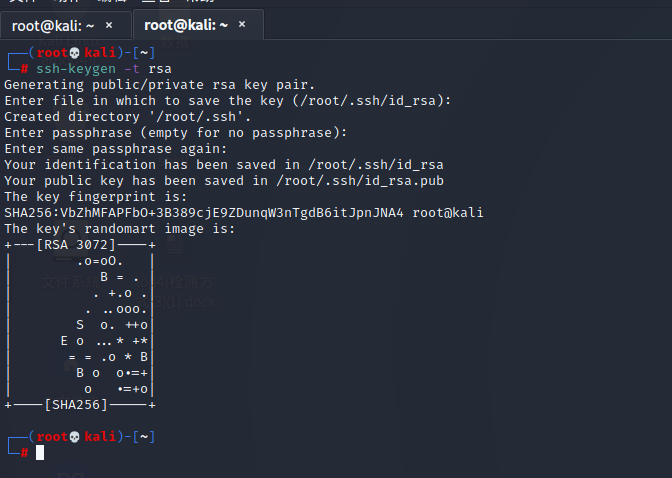 root@kali: ~ × root@kali: ~ ×
┌──(root💀kali)-[~]
└─# ssh-keygen -t rsa
Generating public/private rsa key pair.
Enter file in which to save the key (/root/.ssh/id_rsa):
Created directory '/root/.ssh'.
Enter passphrase (empty for no passphrase):
Enter same passphrase again:
Your identification has been saved in /root/.ssh/id_rsa
Your public key has been saved in /root/.ssh/id_rsa.pub
The key fingerprint is:
SHA256:VbZhMFAPFbO+3B389cjE9ZDunqW3nTgdB6itJpnJNA4 root@kali
The key's randomart image is:
+---[RSA 3072]----+
|        .o=oO.   |
|           B = . |
|          . +.o .|
|         . ..ooo.|
|        S  o. ++o|
|      E o ...* +*|
|       = = .o * B|
|        B o  o•=+|
|         o   •=+o|
+----[SHA256]-----+
┌──(root💀kali)-[~]
└─#